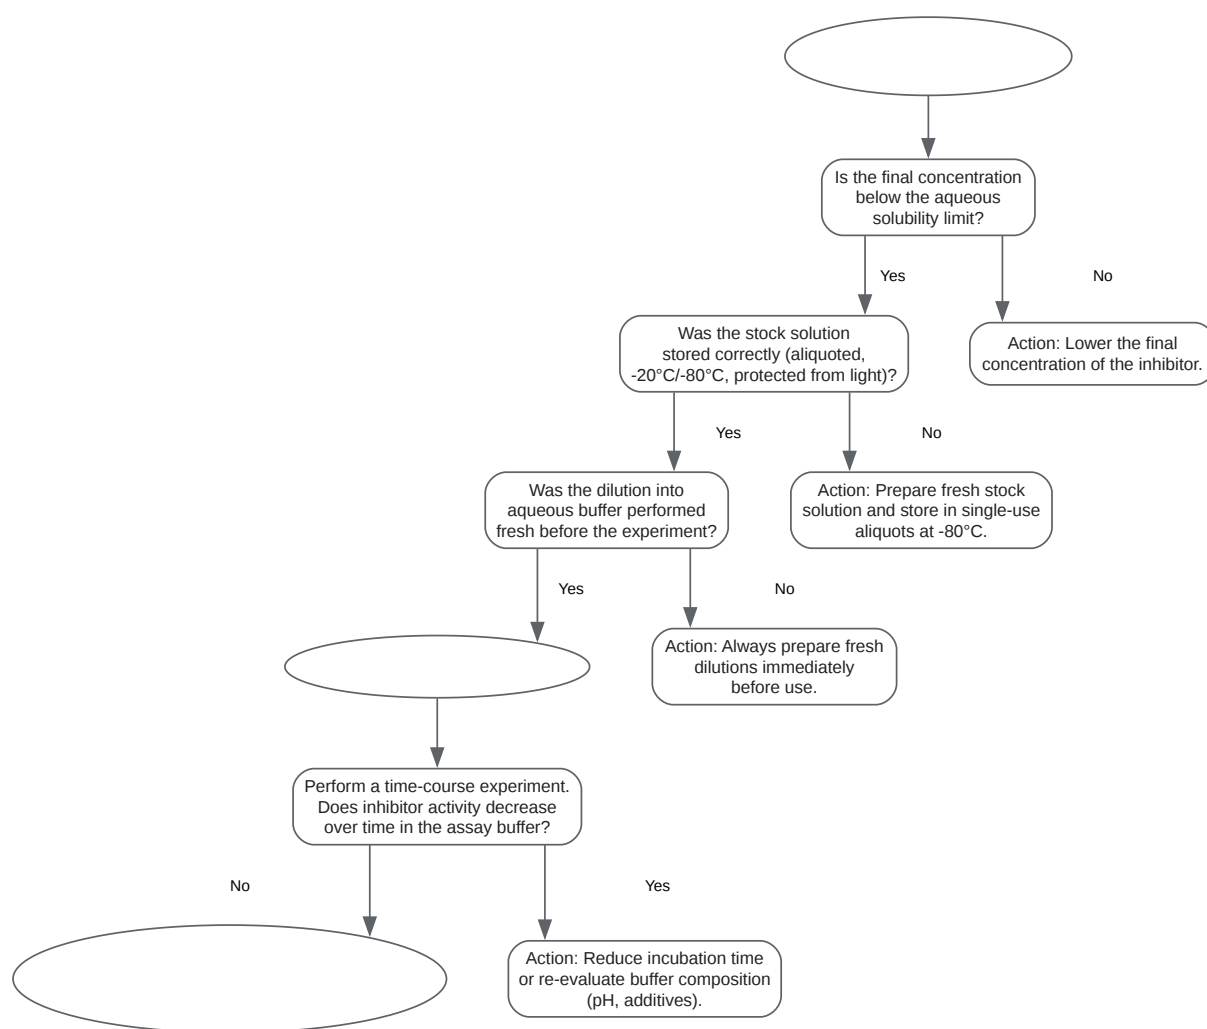 Is the final concentration
below the aqueous
solubility limit?
Yes
No
Was the stock solution
stored correctly (aliquoted,
-20°C/-80°C, protected from light)?
Action: Lower the final
concentration of the inhibitor.
Yes
No
Was the dilution into
aqueous buffer performed
fresh before the experiment?
Action: Prepare fresh stock
solution and store in single-use
aliquots at -80°C.
Yes
No
Action: Always prepare fresh
dilutions immediately
before use.
Perform a time-course experiment.
Does inhibitor activity decrease
over time in the assay buffer?
No
Yes
Action: Reduce incubation time
or re-evaluate buffer composition
(pH, additives).